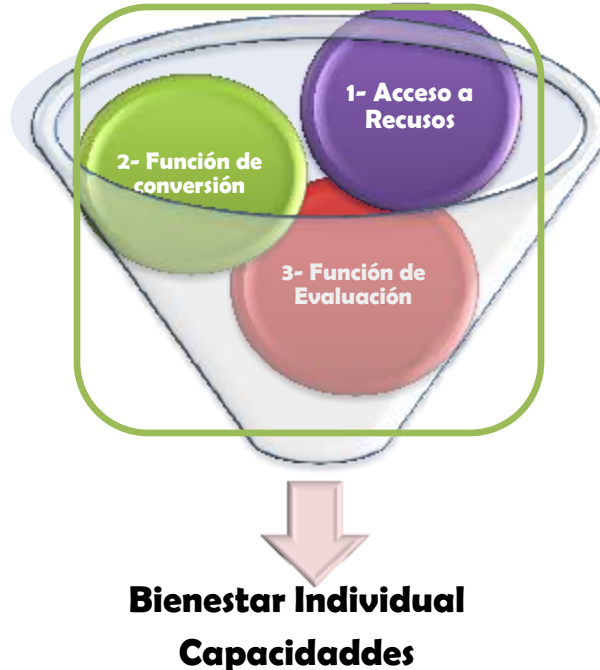 1- Acceso a
Recusos
2- Función de
conversión
3- Función de
Evaluación
Bienestar Individual
Capacidaddes